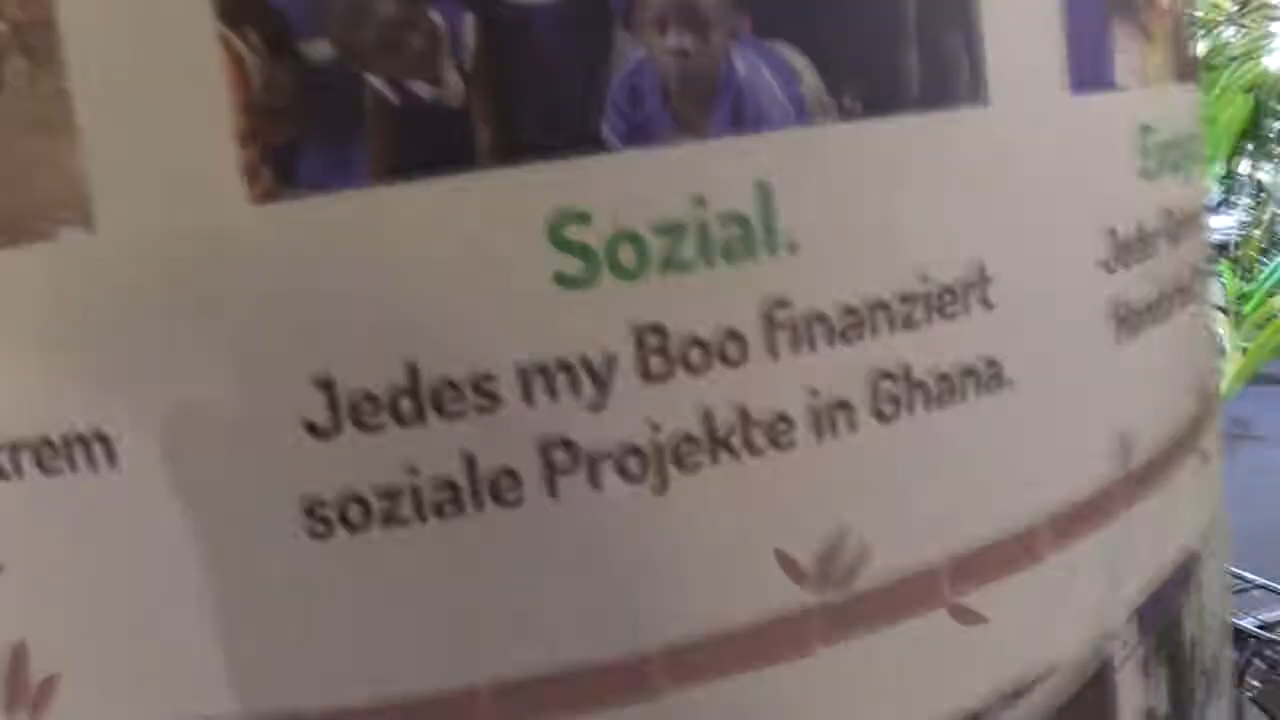 Sozial.
Jedes my Boo finanziert
soziale Projekte in Ghana.